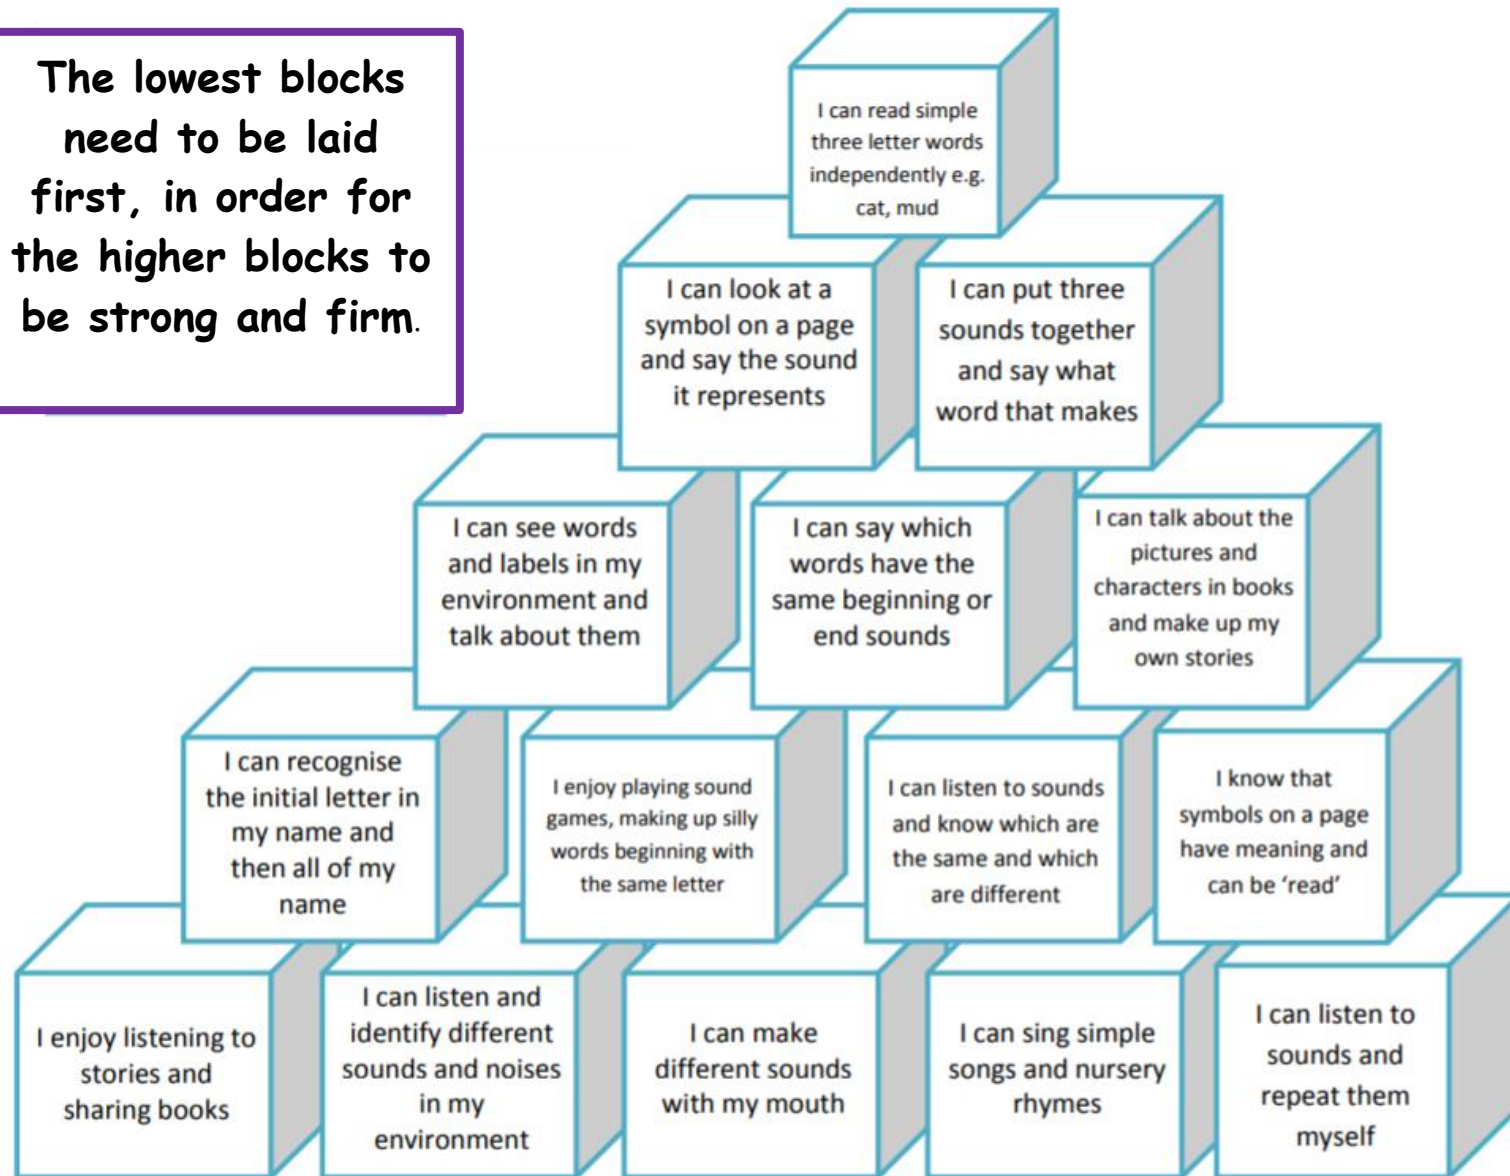 The lowest blocks
need to be laid
first, in order for
the higher blocks to
be strong and firm.
I can read simple
three letter words
independently e.g.
cat, mud
I can look at a
symbol on a page
and say the sound
it represents
I can put three
sounds together
and say what
word that makes
I can see words
and labels in my
environment and
talk about them
I can say which
words have the
same beginning or
end sounds
I can talk about the
pictures and
characters in books
and make up my
own stories
I can recognise
the initial letter in
my name and
then all of my
name
I enjoy playing sound
games, making up silly
words beginning with
the same letter
I can listen to sounds
and know which are
the same and which
are different
I know that
symbols on a page
have meaning and
can be ‘read’
I enjoy listening to
stories and
sharing books
I can listen and
identify different
sounds and noises
in my
environment
I can make
different sounds
with my mouth
I can sing simple
songs and nursery
rhymes
I can listen to
sounds and
repeat them
myself